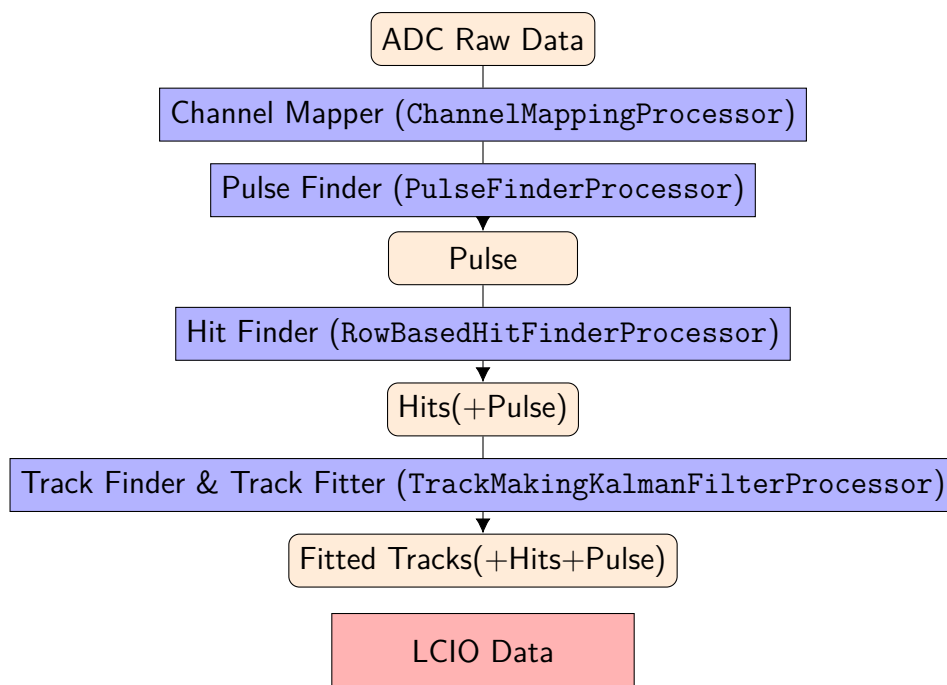 ADC Raw Data
Channel Mapper (ChannelMappingProcessor)
Pulse Finder (PulseFinderProcessor)
Pulse
Hit Finder (RowBasedHitFinderProcessor)
Hits(+Pulse)
Track Finder & Track Fitter (TrackMakingKalmanFilterProcessor)
Fitted Tracks(+Hits+Pulse)
LCIO Data